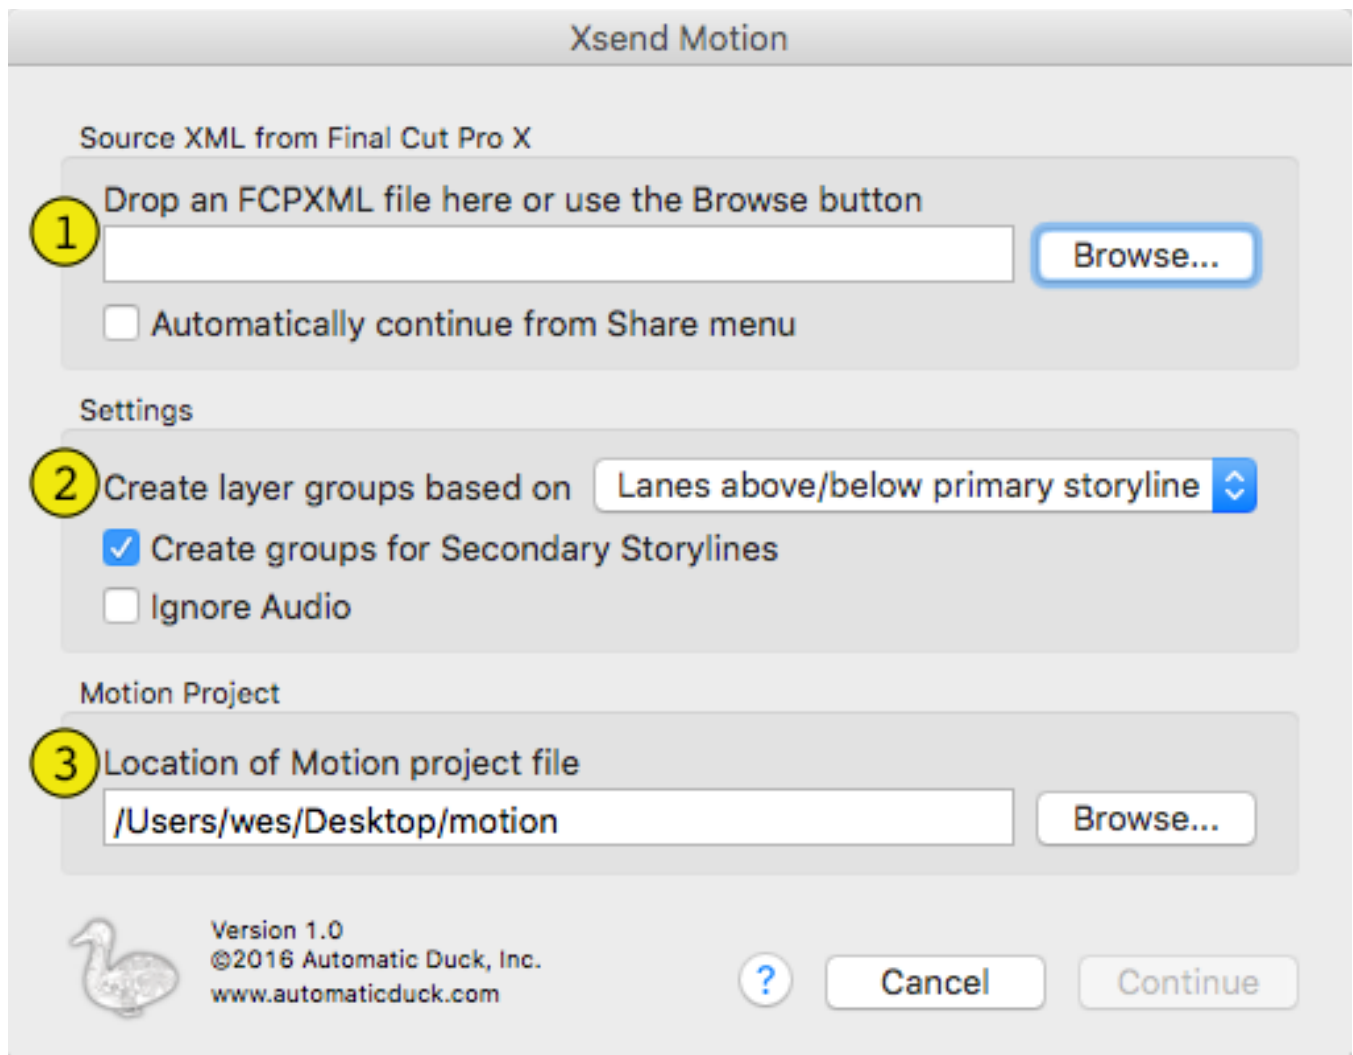 Xsend Motion
Source XML from Final Cut Pro X
Drop an FCPXML file here or use the Browse button
1
Browse...
Automatically continue from Share menu
Settings
2
Create layer groups based on Lanes above/below primary storyline
Create groups for Secondary Storylines
Ignore Audio
Motion Project
3
Location of Motion project file
/Users/wes/Desktop/motion Browse...
Version 1.0
©2016 Automatic Duck, Inc.
www.automaticduck.com
? Cancel Continue